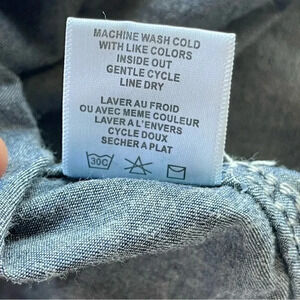 MACHINE WASH COLD
WITH LIKE COLORS
INSIDE OUT
GENTLE CYCLE
LINE DRY
LAVER AU FROID
OU AVEC MEME COULEUR
LAVER A L'ENVERS
CYCLE DOUX
SECHER A PLAT
30C